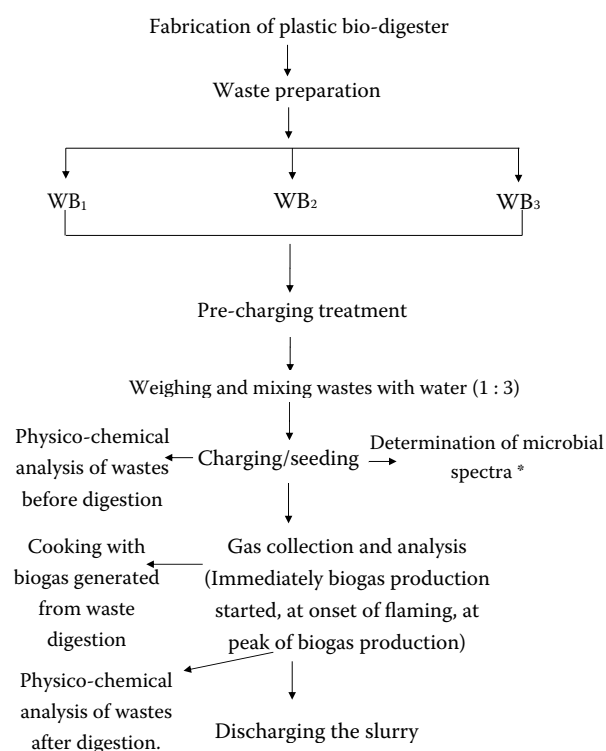 Fabrication of plastic bio-digester
Waste preparation
WB₁
WB₂
WB₃
Pre-charging treatment
Weighing and mixing wastes with water (1 : 3)
Physico-chemical
analysis of wastes
before digestion
Charging/seeding
Determination of microbial
spectra *
Cooking with
biogas generated
from waste
digestion
Gas collection and analysis
(Immediately biogas production
started, at onset of flaming, at
peak of biogas production)
Physico-chemical
analysis of wastes
after digestion.
Discharging the slurry